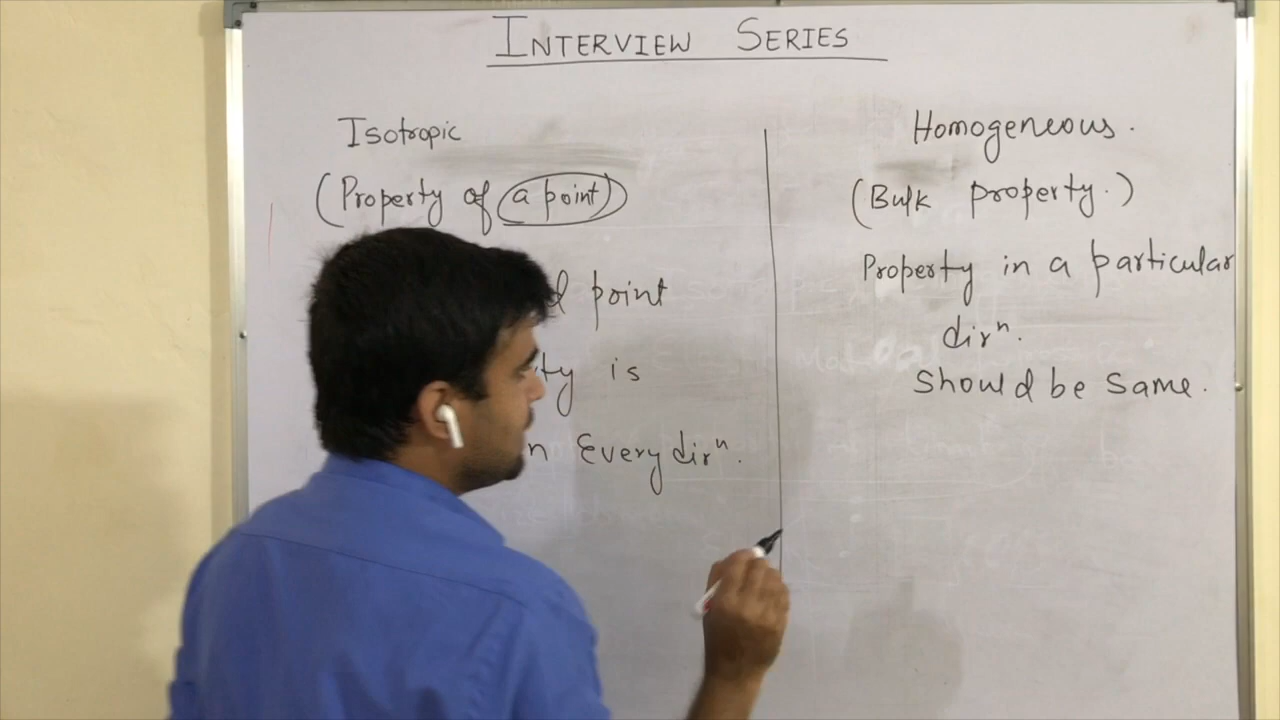 INTERVIEW SERIES
Isotropic
(Property of a point)
point
is
Every dirⁿ.
Homogeneous.
(Bulk property.)
Property in a particular
dirⁿ.
should be same.